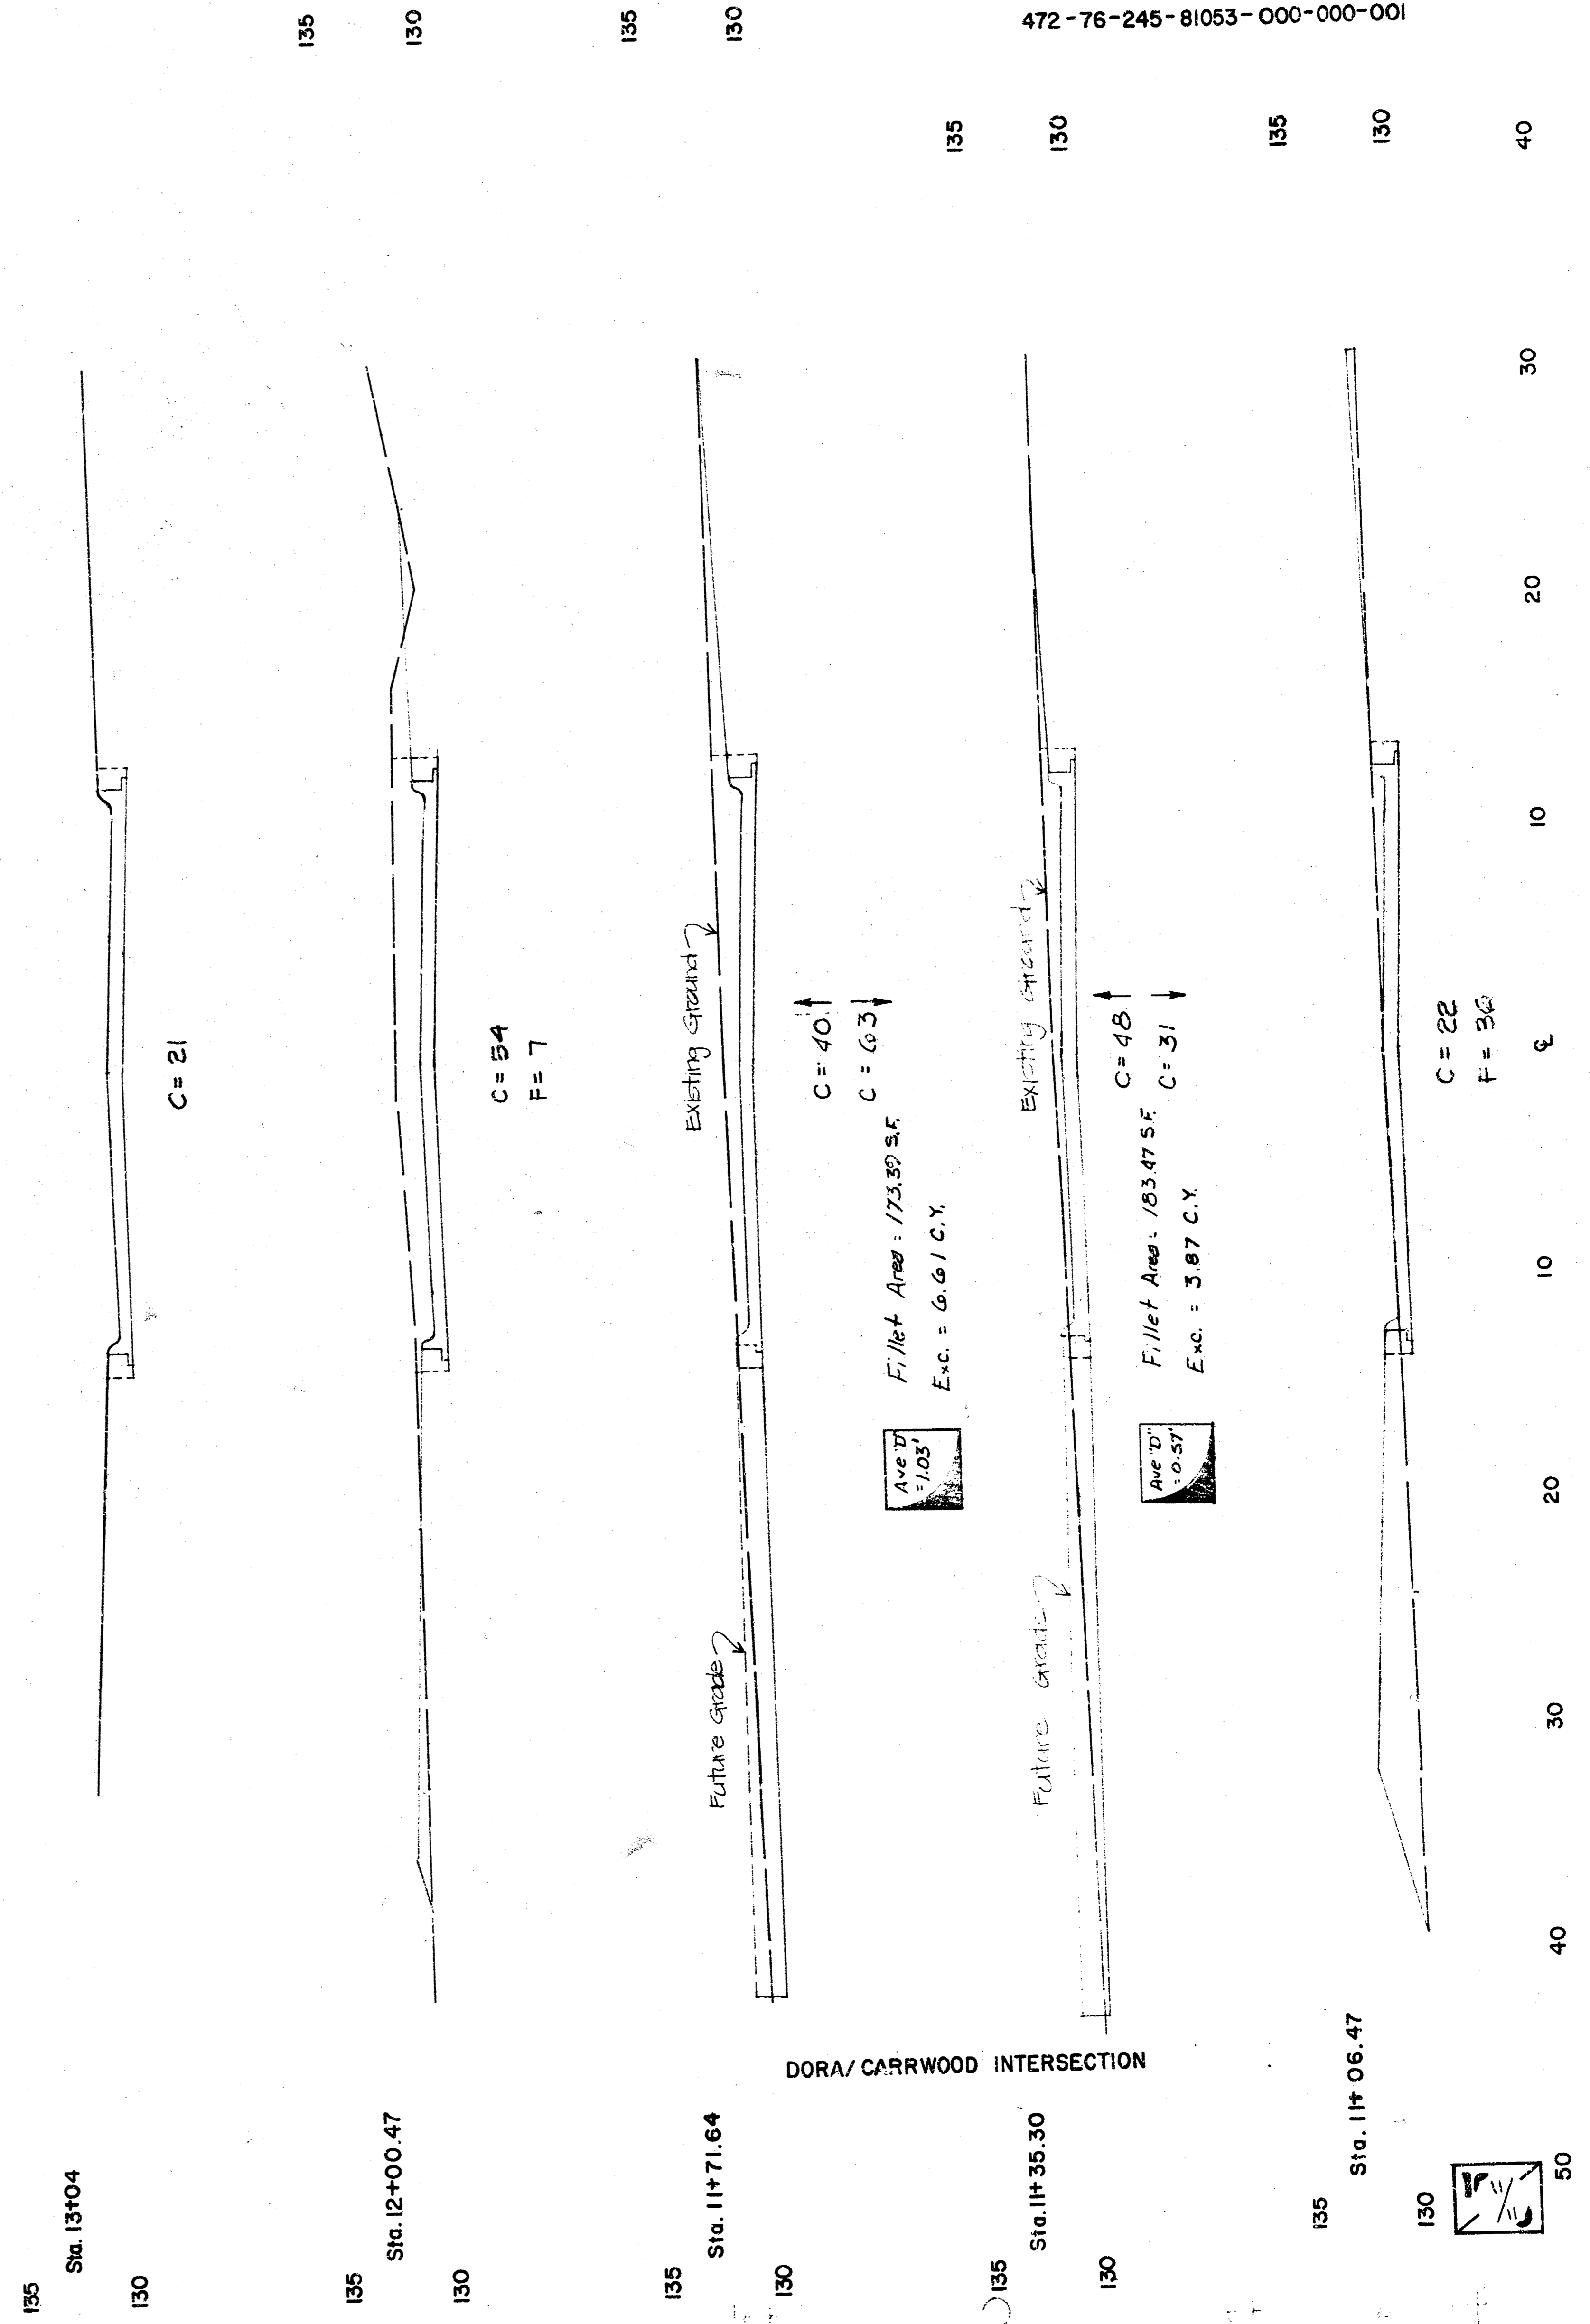 472-76-245-81053-000-000-001
135
Sta. 13+04
130
C = 21
135
130
135
Sta. 12+00.47
130
C = 54
F = 7
135
130
135
Sta. 11+71.64
130
Existing Ground
Future Grade
C = 40
C = 63
Fillet Area = 173.39 S.F.
Exc. = 6.61 C.Y.
Ave "D"
= 1.03'
DORA/CARRWOOD INTERSECTION
135
130
135
Sta. 11+35.30
130
Existing Ground
Future Grade
C = 48
C = 31
Fillet Area = 183.47 S.F.
Exc. = 3.87 C.Y.
Ave "D"
= 0.57'
135
130
135
Sta. 11+06.47
130
C = 22
F = 36
50 40 30 20 10 ℄ 10 20 30 40